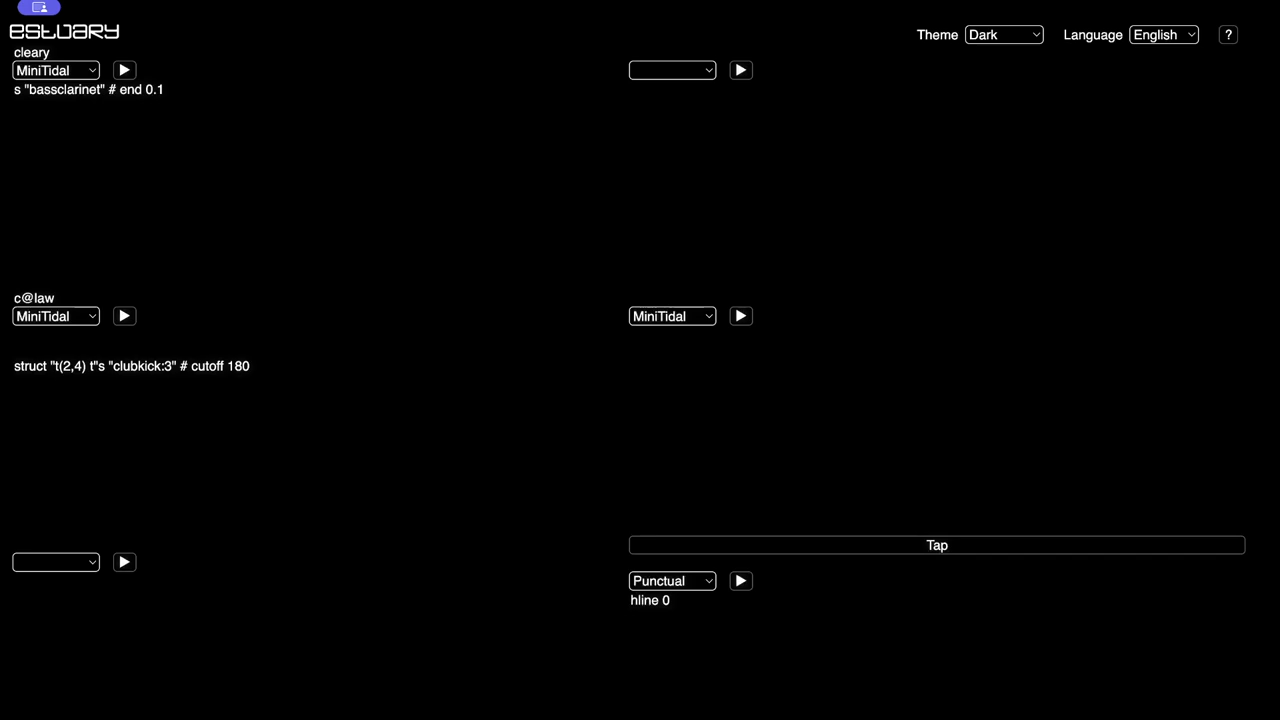 estuary
Theme Dark Language English ?
cleary
MiniTidal
s "bassclarinet" # end 0.1
c@law
MiniTidal
MiniTidal
struct "t(2,4) t"s "clubkick:3" # cutoff 180
Tap
Punctual
hline 0